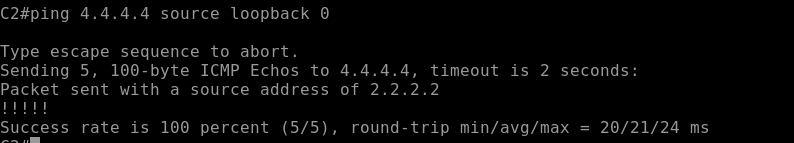 C2#ping 4.4.4.4 source loopback 0
Type escape sequence to abort.
Sending 5, 100-byte ICMP Echos to 4.4.4.4, timeout is 2 seconds:
Packet sent with a source address of 2.2.2.2
!!!!!
Success rate is 100 percent (5/5), round-trip min/avg/max = 20/21/24 ms
C2#